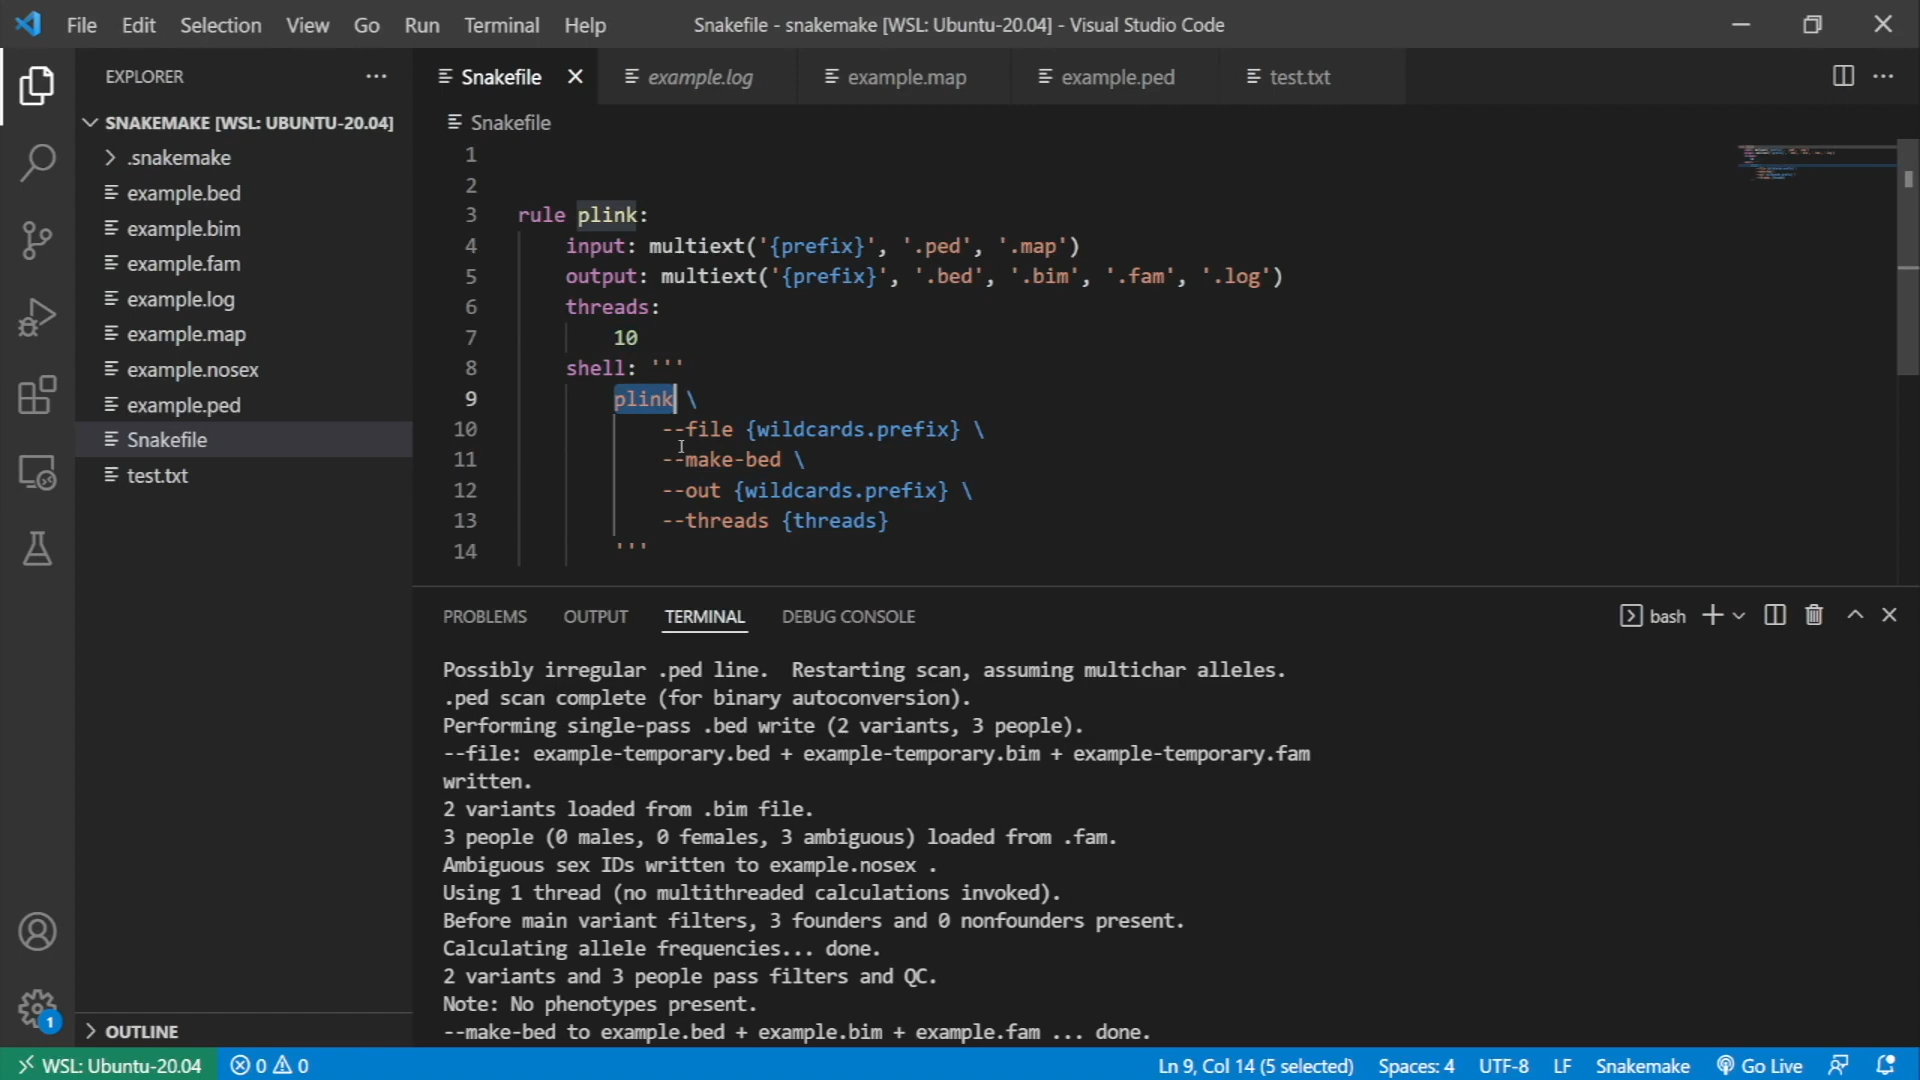 File Edit Selection View Go Run Terminal Help Snakefile - snakemake [WSL: Ubuntu-20.04] - Visual Studio Code
EXPLORER
Snakefile example.log example.map example.ped test.txt
SNAKEMAKE [WSL: UBUNTU-20.04]
.snakemake
example.bed
example.bim
example.fam
example.log
example.map
example.nosex
example.ped
Snakefile
test.txt
OUTLINE
Snakefile
1
2
3 rule plink:
4 input: multiext('{prefix}', '.ped', '.map')
5 output: multiext('{prefix}', '.bed', '.bim', '.fam', '.log')
6 threads:
7 10
8 shell: '''
9 plink \
10 --file {wildcards.prefix} \
11 --make-bed \
12 --out {wildcards.prefix} \
13 --threads {threads}
14 '''
PROBLEMS OUTPUT TERMINAL DEBUG CONSOLE bash
Possibly irregular .ped line.  Restarting scan, assuming multichar alleles.
.ped scan complete (for binary autoconversion).
Performing single-pass .bed write (2 variants, 3 people).
--file: example-temporary.bed + example-temporary.bim + example-temporary.fam
written.
2 variants loaded from .bim file.
3 people (0 males, 0 females, 3 ambiguous) loaded from .fam.
Ambiguous sex IDs written to example.nosex .
Using 1 thread (no multithreaded calculations invoked).
Before main variant filters, 3 founders and 0 nonfounders present.
Calculating allele frequencies... done.
2 variants and 3 people pass filters and QC.
Note: No phenotypes present.
--make-bed to example.bed + example.bim + example.fam ... done.
1
WSL: Ubuntu-20.04 0 0 Ln 9, Col 14 (5 selected) Spaces: 4 UTF-8 LF Snakemake Go Live